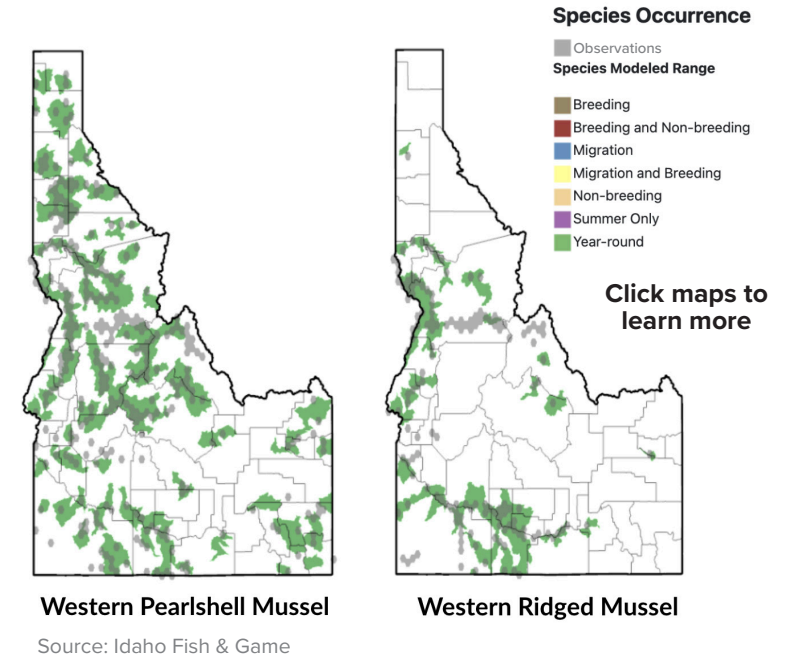 Species Occurrence
Observations
Species Modeled Range
Breeding
Breeding and Non-breeding
Migration
Migration and Breeding
Non-breeding
Summer Only
Year-round
Click maps to
learn more
Western Pearlshell Mussel
Western Ridged Mussel
Source: Idaho Fish & Game